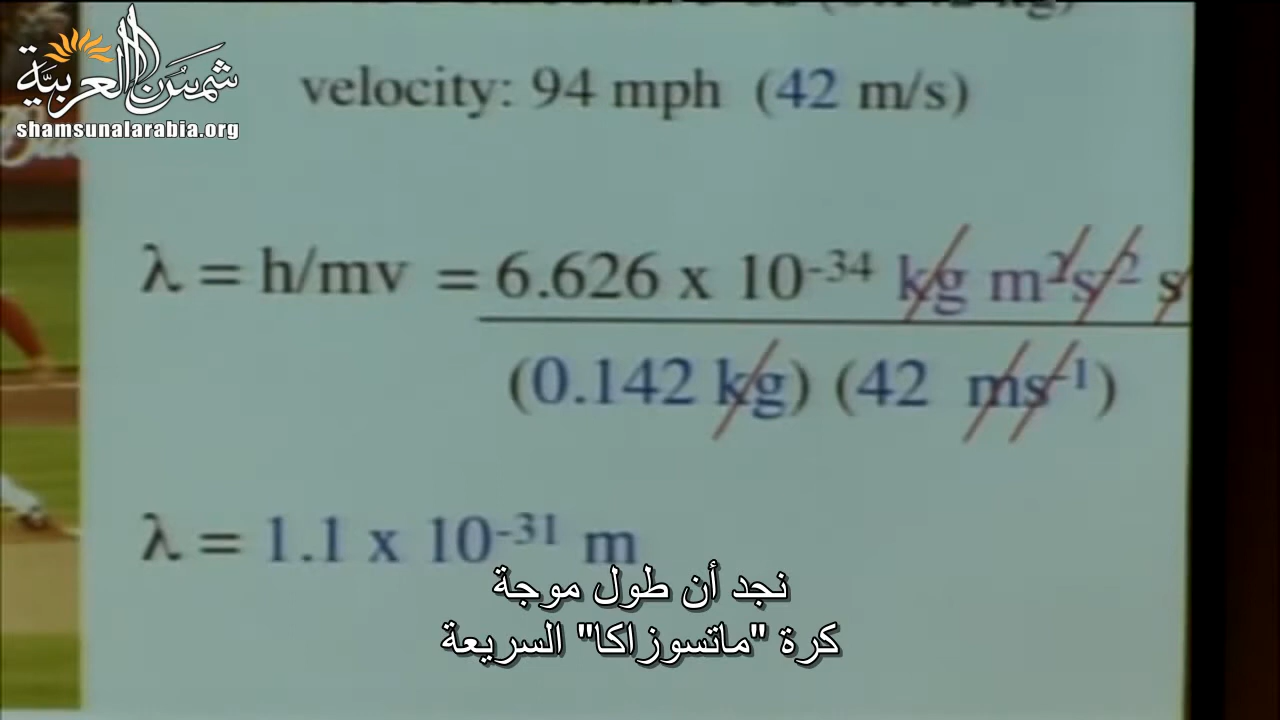 شمس العربية
shamsunalarabia.org
velocity: 94 mph (42 m/s)
λ = h/mv = 6.626 x 10⁻³⁴ kg m² s⁻² s
(0.142 kg) (42 ms⁻¹)
λ = 1.1 x 10⁻³¹ m
نجد أن طول موجة
كرة "ماتسوزاكا" السريعة